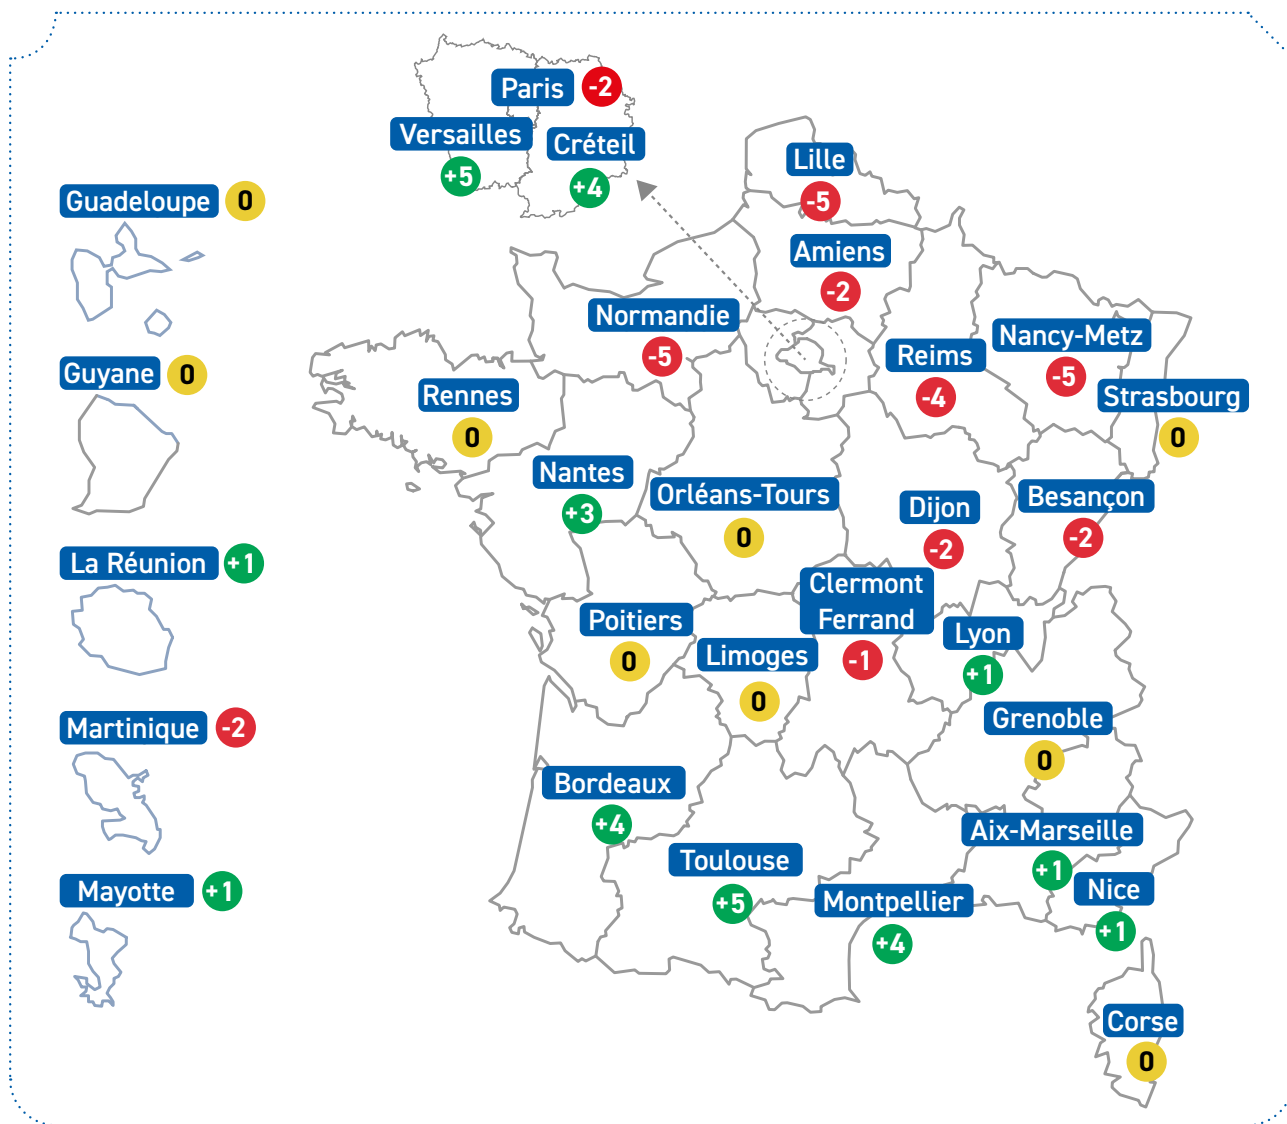 Paris -2
Versailles
+5
Créteil
+4
Lille
-5
Guadeloupe 0
Amiens
-2
Normandie
-5
Nancy-Metz
-5
Reims
-4
Guyane 0
Rennes
0
Strasbourg
0
Nantes
+3
Orléans-Tours
0
Dijon
-2
Besançon
-2
La Réunion +1
Clermont
Ferrand
-1
Poitiers
0
Limoges
0
Lyon
+1
Martinique -2
Grenoble
0
Bordeaux
+4
Aix-Marseille
+1
Toulouse
+5
Mayotte +1
Montpellier
+4
Nice
+1
Corse
0